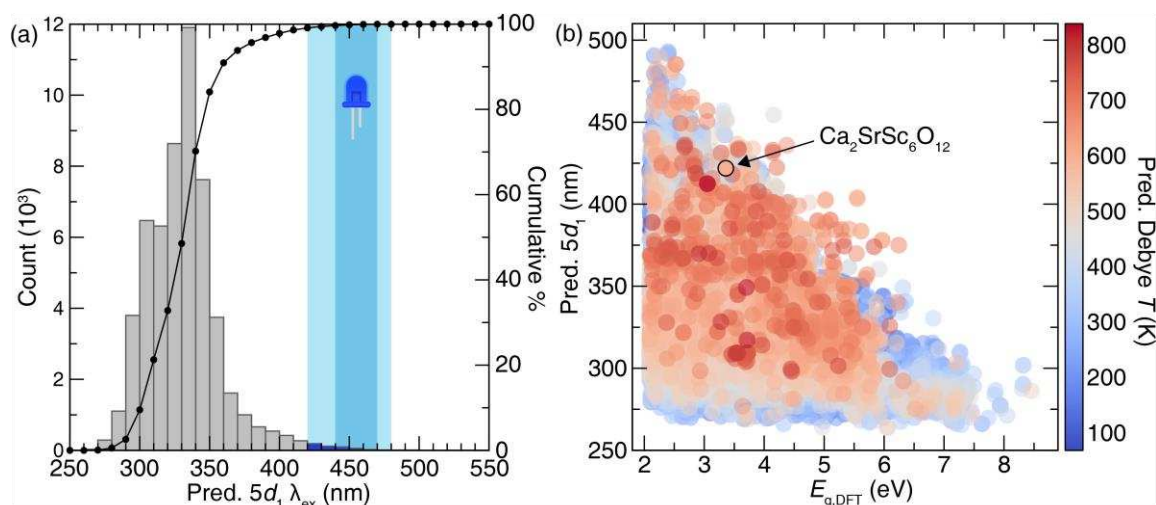 (a)
Count (10³)
12
10
8
6
4
2
0
100
80
60
40
20
0
Cumulative %
250 300 350 400 450 500 550
Pred. 5d₁ λₑₓ (nm)
(b)
Pred. 5d₁ (nm)
500
450
400
350
300
250
Ca₂SrSc₆O₁₂
2 3 4 5 6 7 8
E_g,DFT (eV)
800
700
600
500
400
300
200
100
Pred. Debye T (K)